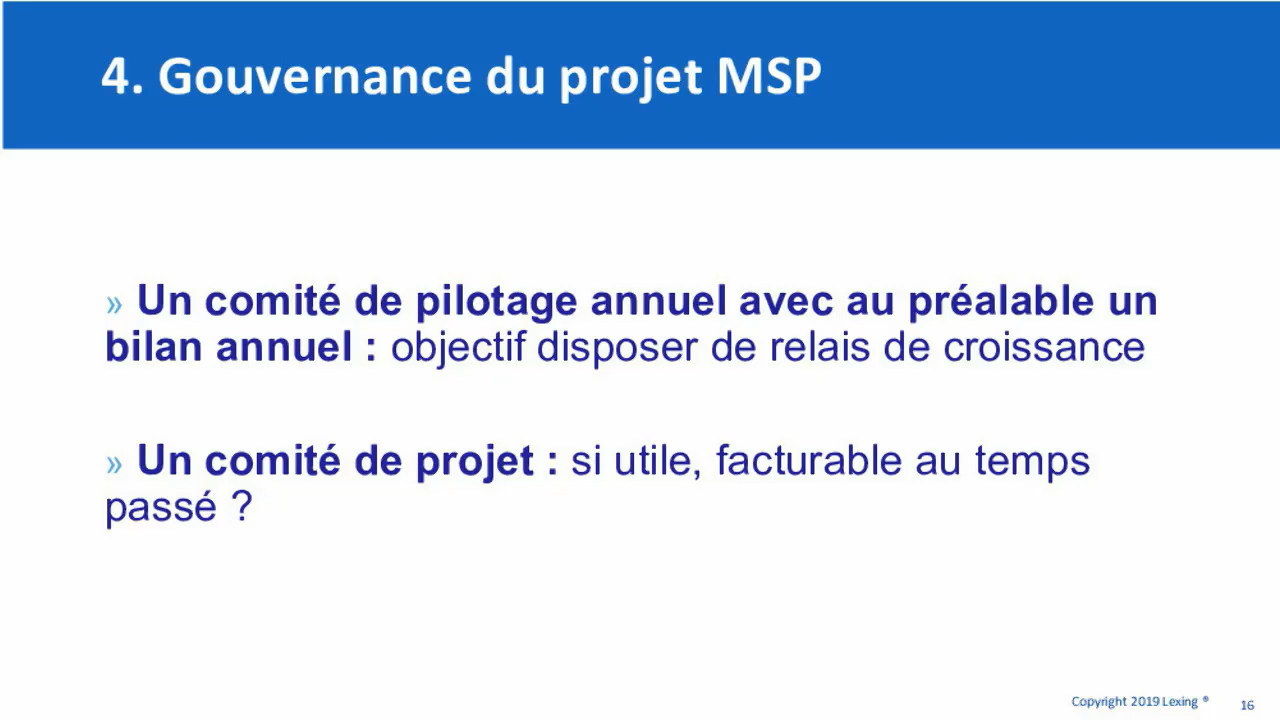 4. Gouvernance du projet MSP
» Un comité de pilotage annuel avec au préalable un
bilan annuel : objectif disposer de relais de croissance
» Un comité de projet : si utile, facturable au temps
passé ?
Copyright 2019 Lexing ®
16